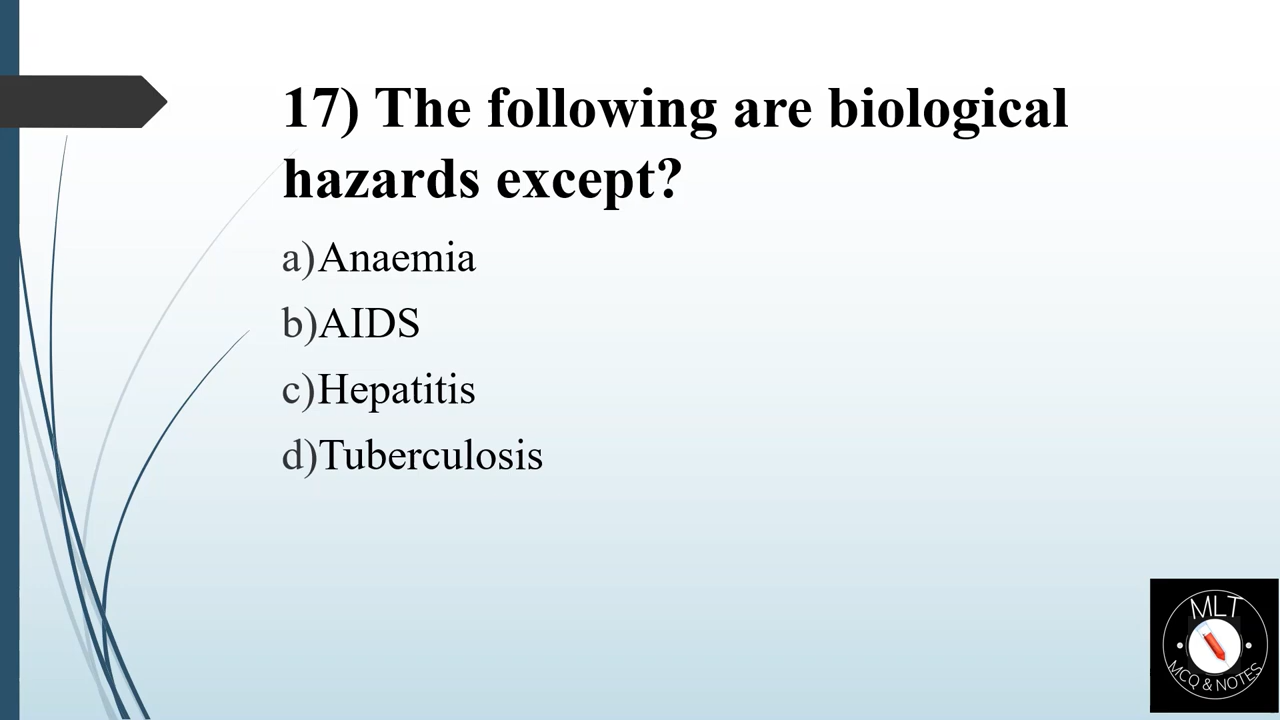 17) The following are biological
hazards except?
a)Anaemia
b)AIDS
c)Hepatitis
d)Tuberculosis
MLT
MCQ & NOTES